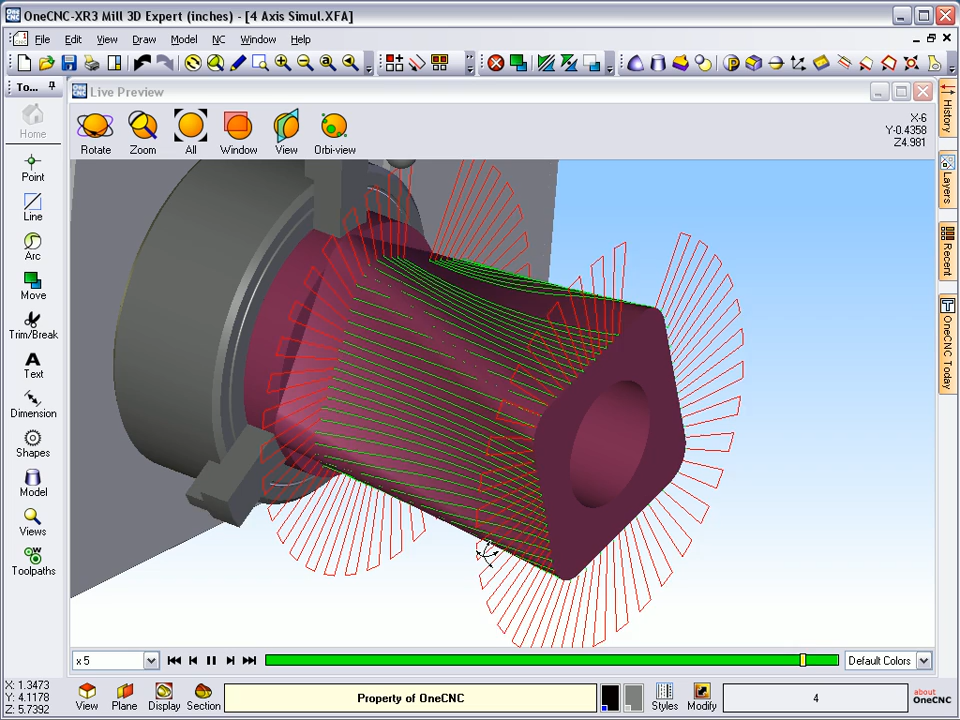 OneCNC-XR3 Mill 3D Expert (inches) - [4 Axis Simul.XFA]
File Edit View Draw Model NC Window Help
To...
Live Preview
Rotate Zoom All Window View Orbi-view
X-6
Y-0.4358
Z4.981
Home
Point
Line
Arc
Move
Trim/Break
Text
Dimension
Shapes
Model
Views
Toolpaths
History
Layers
Recent
OneCNC Today
x 5
Default Colors
X: 1.3473
Y: 4.1178
Z: 5.7392
View Plane Display Section
Property of OneCNC
Styles Modify
4
about
OneCNC